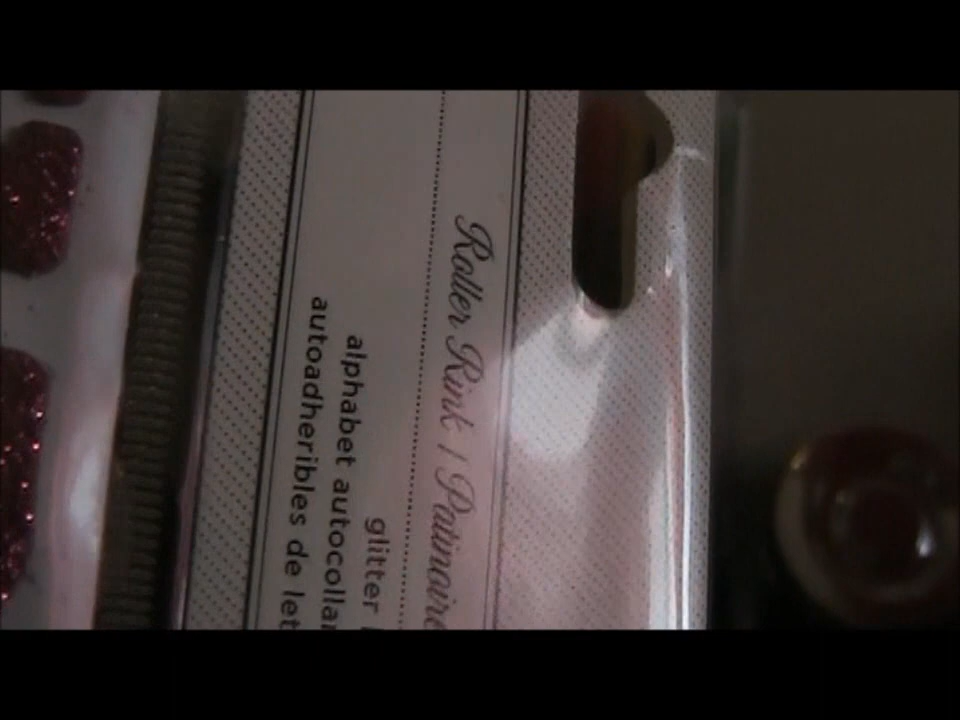 Roller Rink / Patinoire
glitter
alphabet autocollan
autoadheribles de let